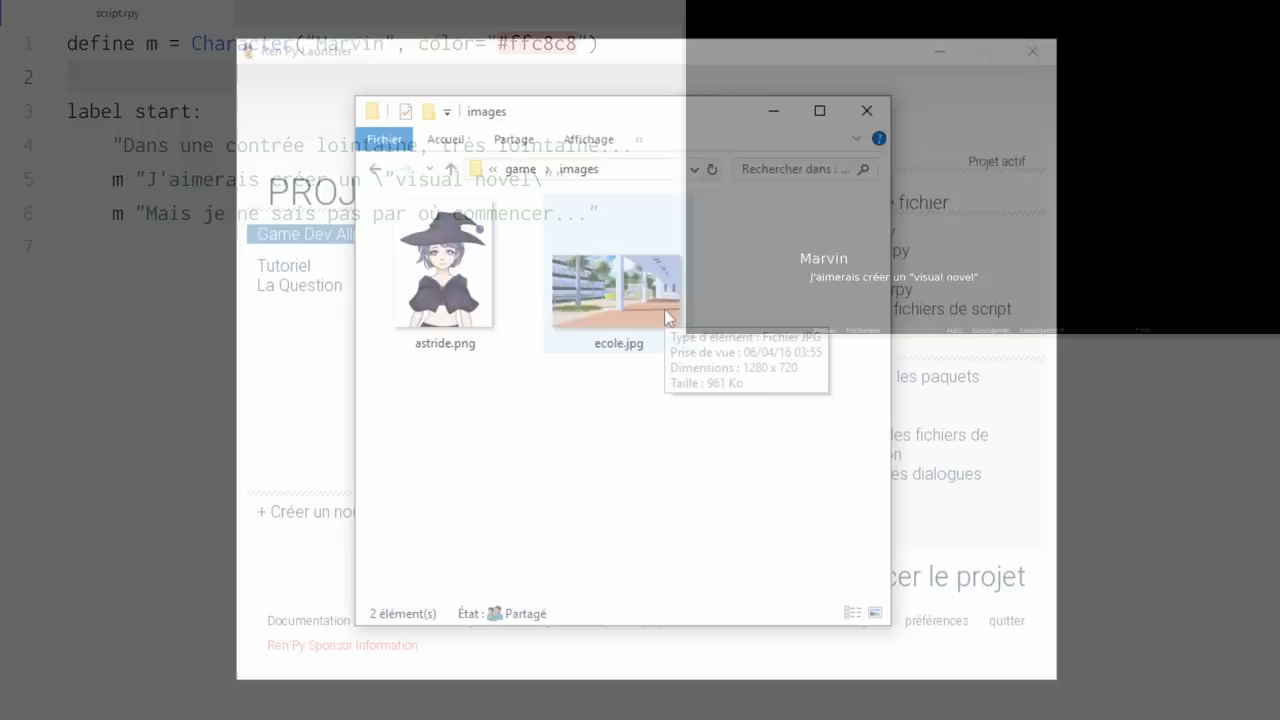 script.rpy
1 define m = Character("Marvin", color="#ffc8c8")
2
3 label start:
4 "Dans une contrée lointaine, très lointaine..."
5 m "J'aimerais créer un \"visual novel\""
6 m "Mais je ne sais pas par où commencer..."
7
Ren'Py Launcher
images
Fichier Accueil Partage Affichage
« game › images
Rechercher dans : ...
Projet actif
PROJ
fichier
Game Dev All
Tutoriel
La Question
rpy
fichiers de script
Marvin
J'aimerais créer un "visual novel"
astride.png
ecole.jpg
Type d'élément : Fichier JPG
Prise de vue : 06/04/16 03:55
Dimensions : 1280 x 720
Taille : 961 Ko
les paquets
des fichiers de
dialogues
+ Créer un nou
cer le projet
2 élément(s) État : Partagé
Documentation
préférences quitter
Ren'Py Sponsor Information